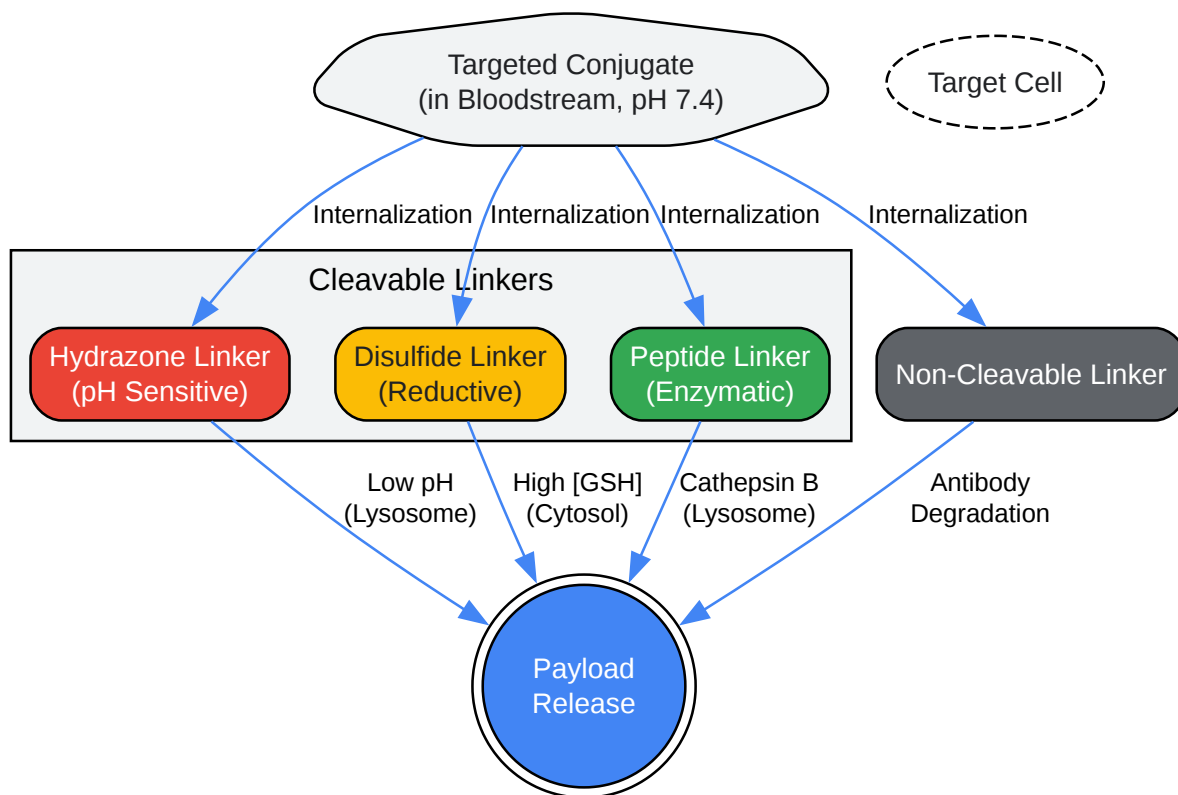 Targeted Conjugate
(in Bloodstream, pH 7.4)
Target Cell
Internalization
Internalization
Internalization
Internalization
Cleavable Linkers
Hydrazone Linker
(pH Sensitive)
Disulfide Linker
(Reductive)
Peptide Linker
(Enzymatic)
Non-Cleavable Linker
Low pH
(Lysosome)
High [GSH]
(Cytosol)
Cathepsin B
(Lysosome)
Antibody
Degradation
Payload
Release